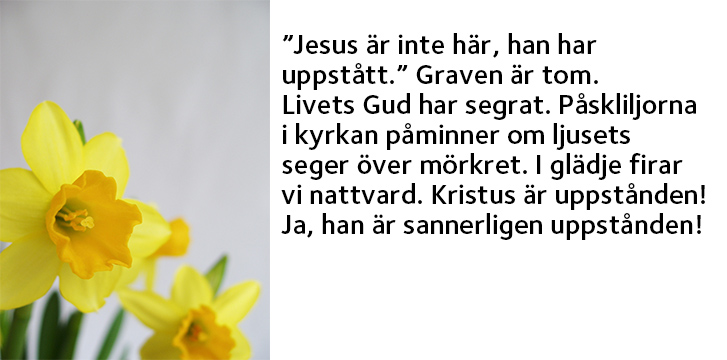 ”Jesus är inte här, han har
uppstått.” Graven är tom.
Livets Gud har segrat. Påskliljorna
i kyrkan påminner om ljusets
seger över mörkret. I glädje firar
vi nattvard. Kristus är uppstånden!
Ja, han är sannerligen uppstånden!